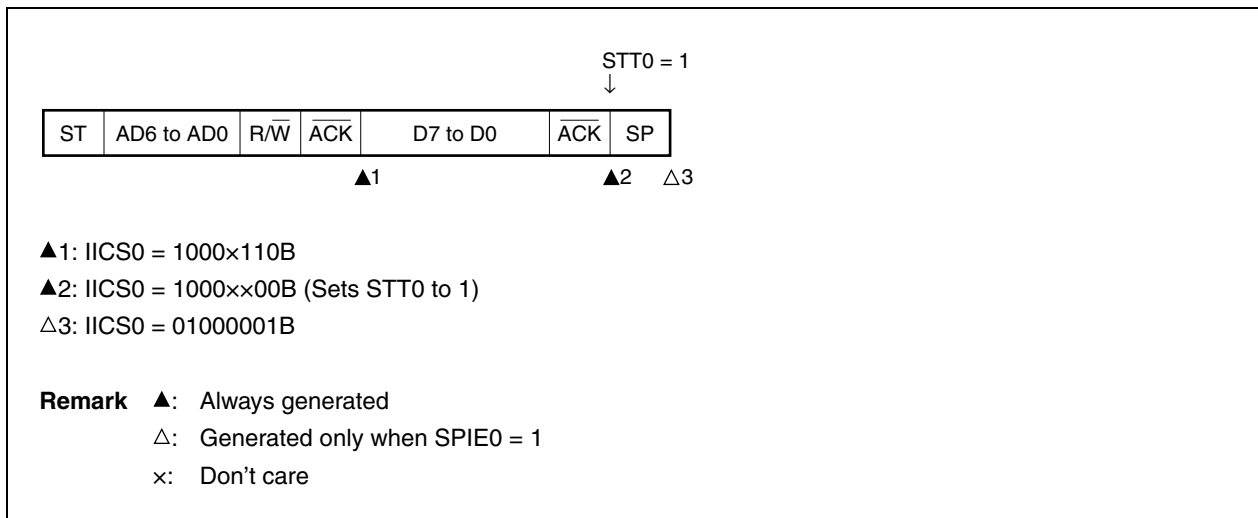 STT0 = 1
↓
ST AD6 to AD0 R/W̅ A̅C̅K̅ D7 to D0 A̅C̅K̅ SP
▲1 ▲2 △3
▲1: IICS0 = 1000×110B
▲2: IICS0 = 1000××00B (Sets STT0 to 1)
△3: IICS0 = 01000001B
Remark ▲: Always generated
△: Generated only when SPIE0 = 1
×: Don't care